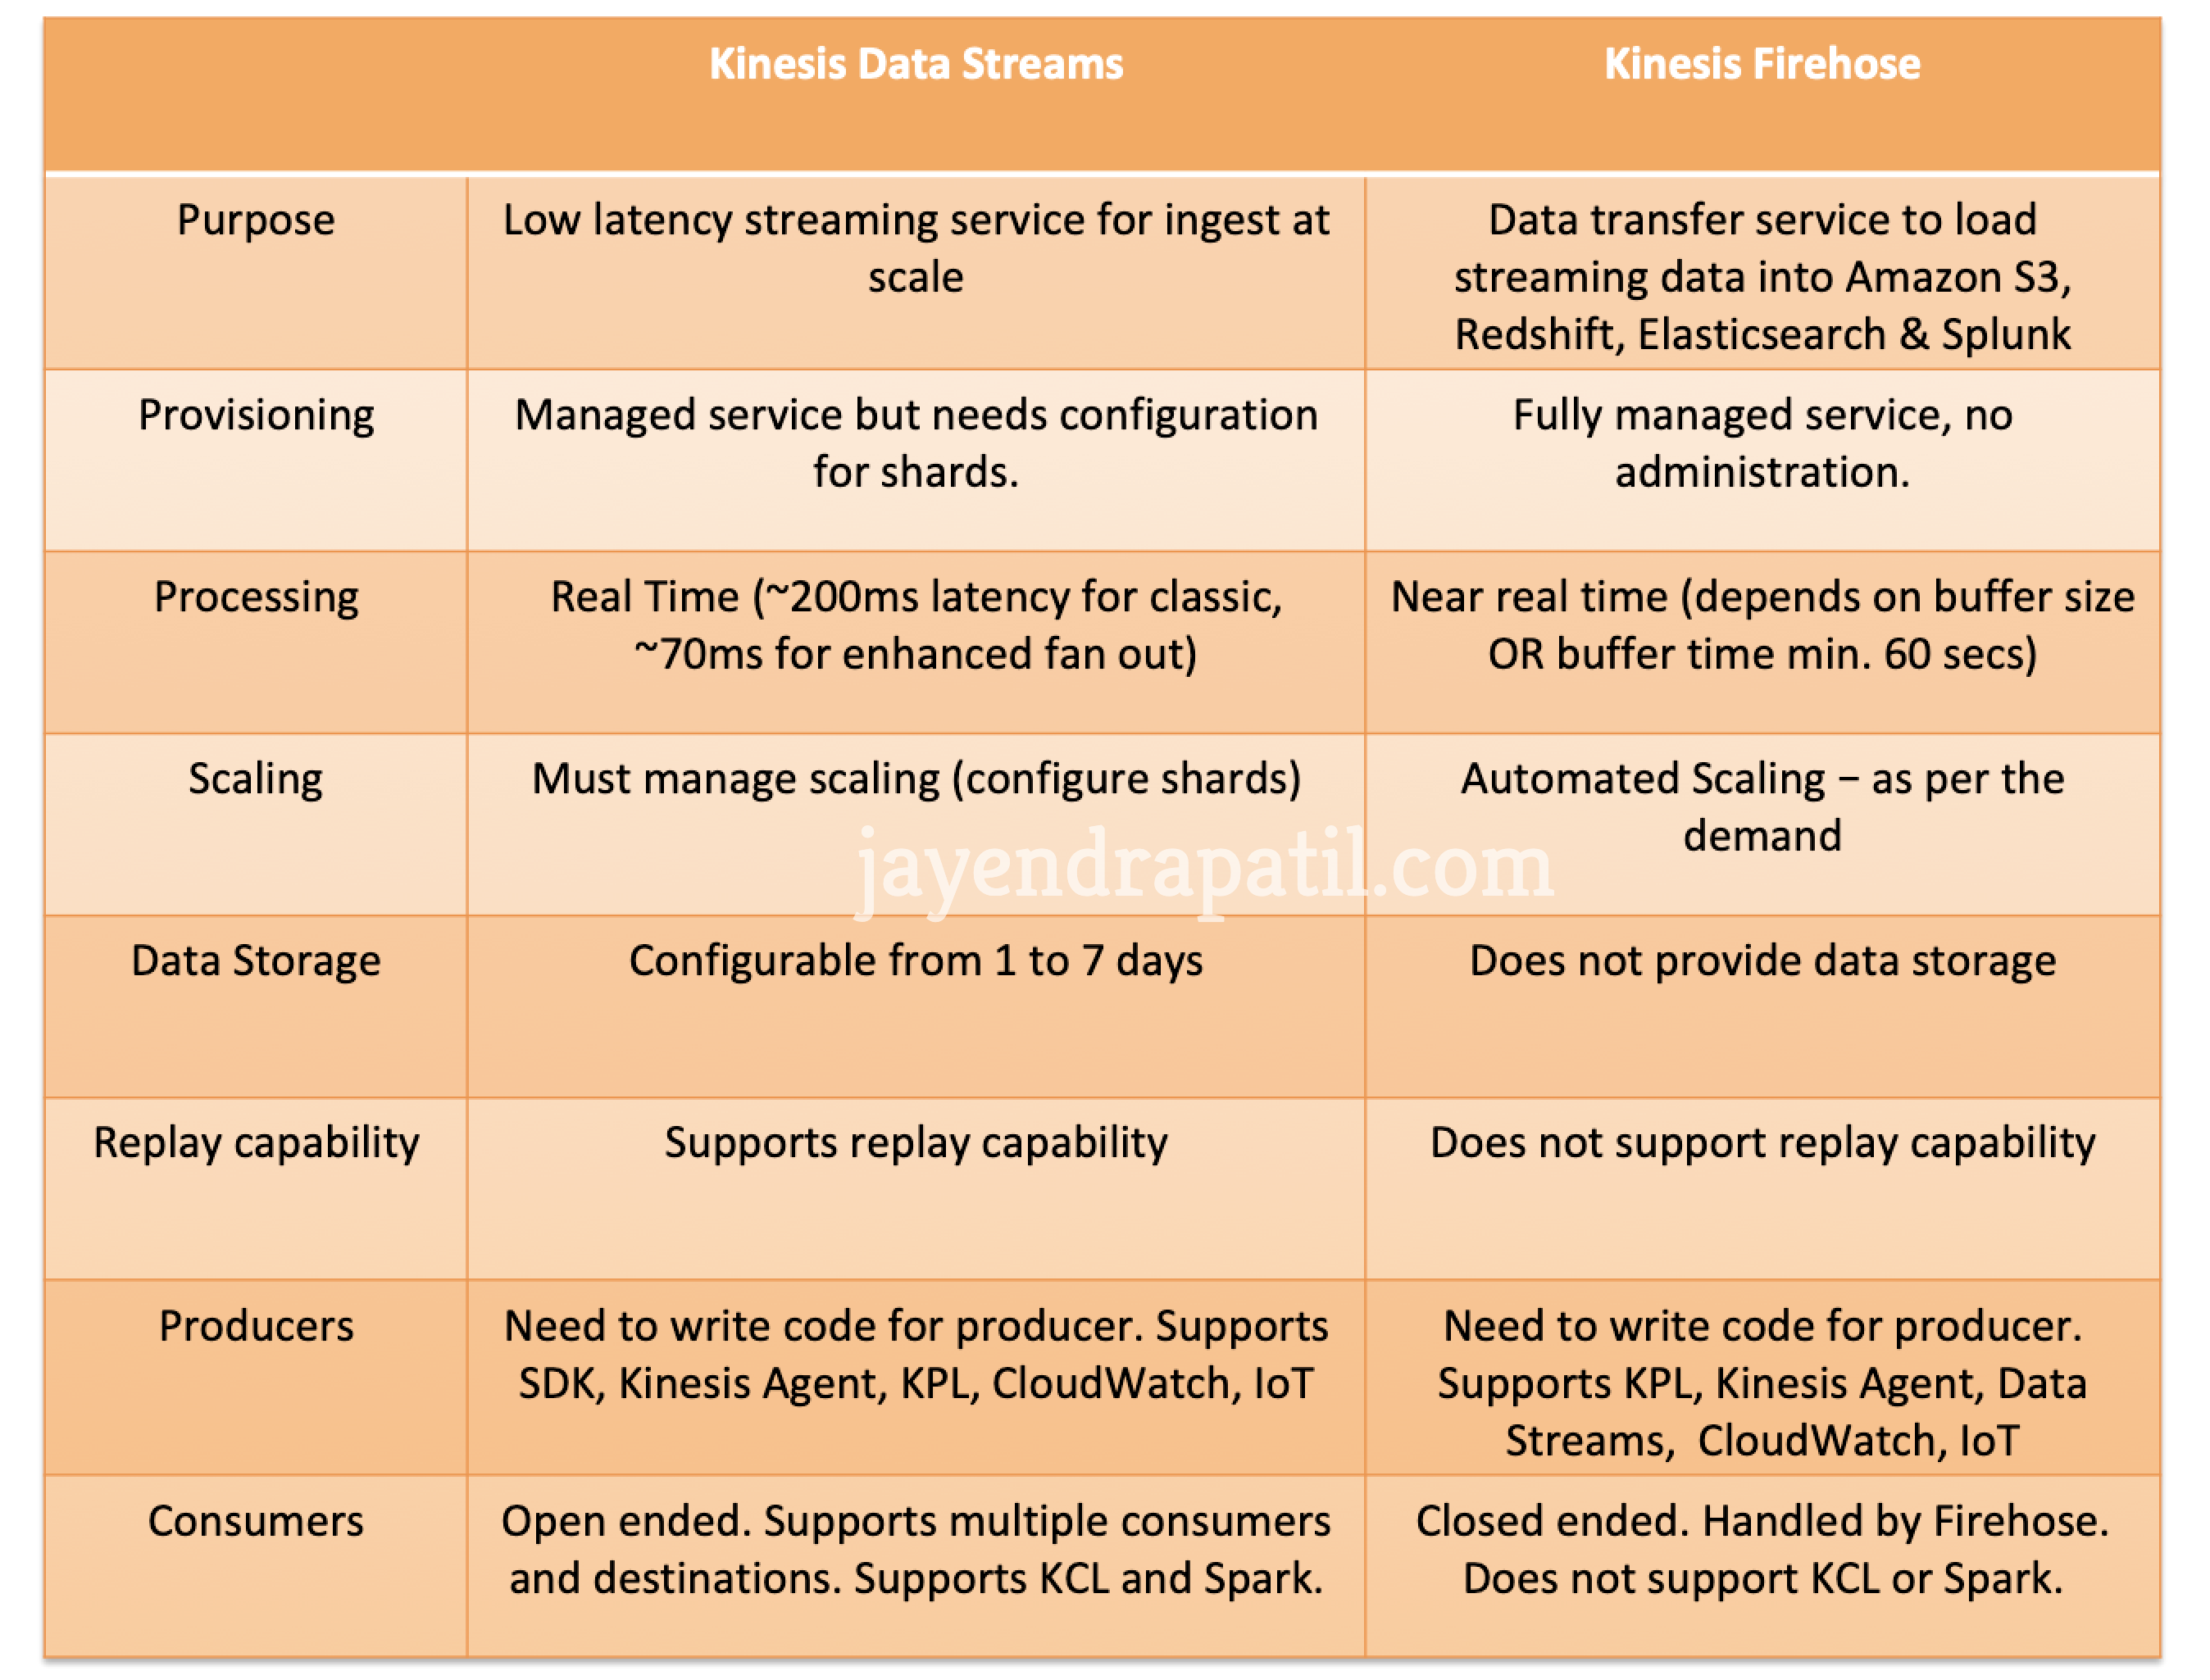 Kinesis Data Streams
Kinesis Firehose
Purpose
Low latency streaming service for ingest at
scale
Data transfer service to load
streaming data into Amazon S3,
Redshift, Elasticsearch & Splunk
Provisioning
Managed service but needs configuration
for shards.
Fully managed service, no
administration.
Processing
Real Time (~200ms latency for classic,
~70ms for enhanced fan out)
Near real time (depends on buffer size
OR buffer time min. 60 secs)
Scaling
Must manage scaling (configure shards)
Automated Scaling – as per the
demand
jayendrapatil.com
Data Storage
Configurable from 1 to 7 days
Does not provide data storage
Replay capability
Supports replay capability
Does not support replay capability
Producers
Need to write code for producer. Supports
SDK, Kinesis Agent, KPL, CloudWatch, IoT
Need to write code for producer.
Supports KPL, Kinesis Agent, Data
Streams,  CloudWatch, IoT
Consumers
Open ended. Supports multiple consumers
and destinations. Supports KCL and Spark.
Closed ended. Handled by Firehose.
Does not support KCL or Spark.